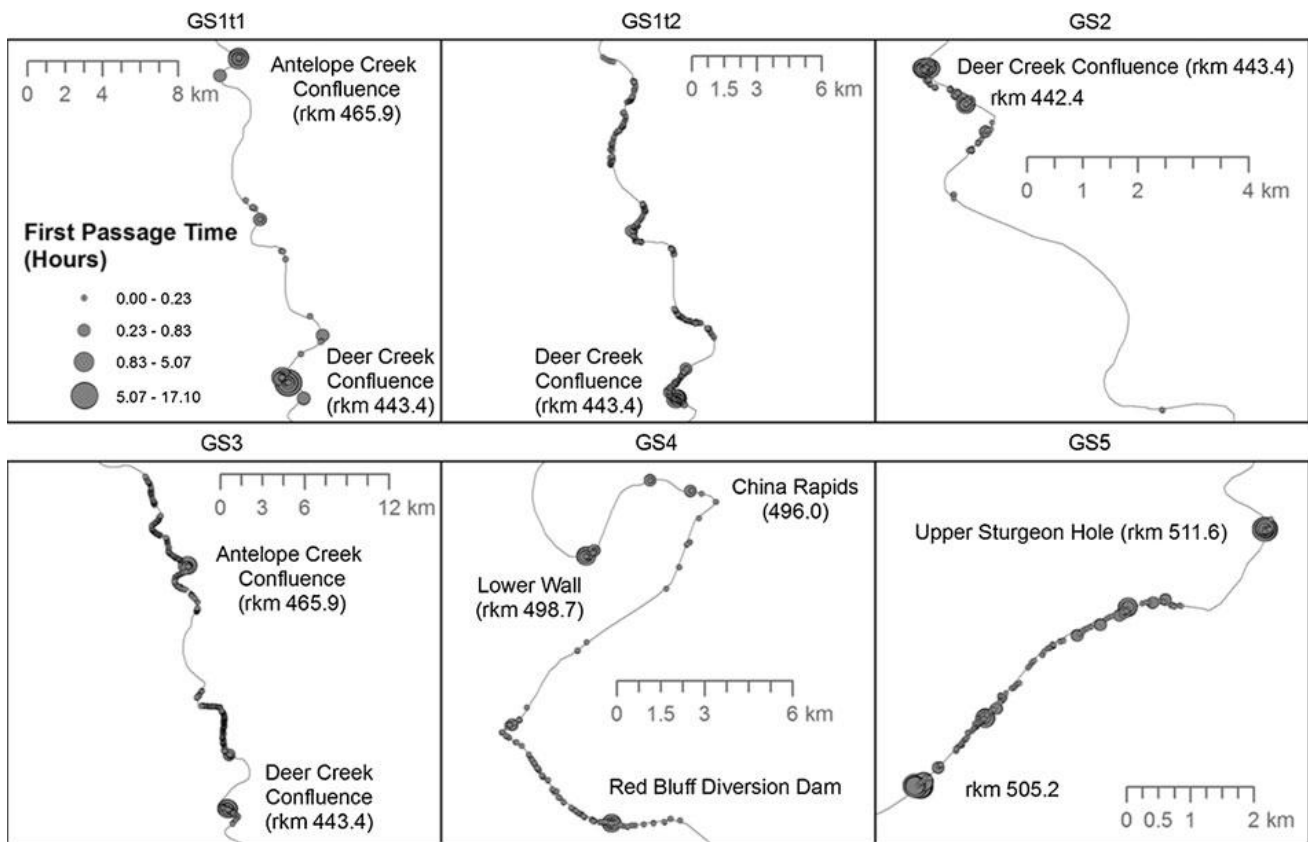 GS1t1
Antelope Creek
Confluence
(rkm 465.9)
0 2 4 8 km
First Passage Time
(Hours)
0.00 - 0.23
0.23 - 0.83
0.83 - 5.07
5.07 - 17.10
Deer Creek
Confluence
(rkm 443.4)
GS1t2
0 1.5 3 6 km
Deer Creek
Confluence
(rkm 443.4)
GS2
Deer Creek Confluence (rkm 443.4)
rkm 442.4
0 1 2 4 km
GS3
0 3 6 12 km
Antelope Creek
Confluence
(rkm 465.9)
Deer Creek
Confluence
(rkm 443.4)
GS4
China Rapids
(496.0)
Lower Wall
(rkm 498.7)
0 1.5 3 6 km
Red Bluff Diversion Dam
GS5
Upper Sturgeon Hole (rkm 511.6)
rkm 505.2
0 0.5 1 2 km